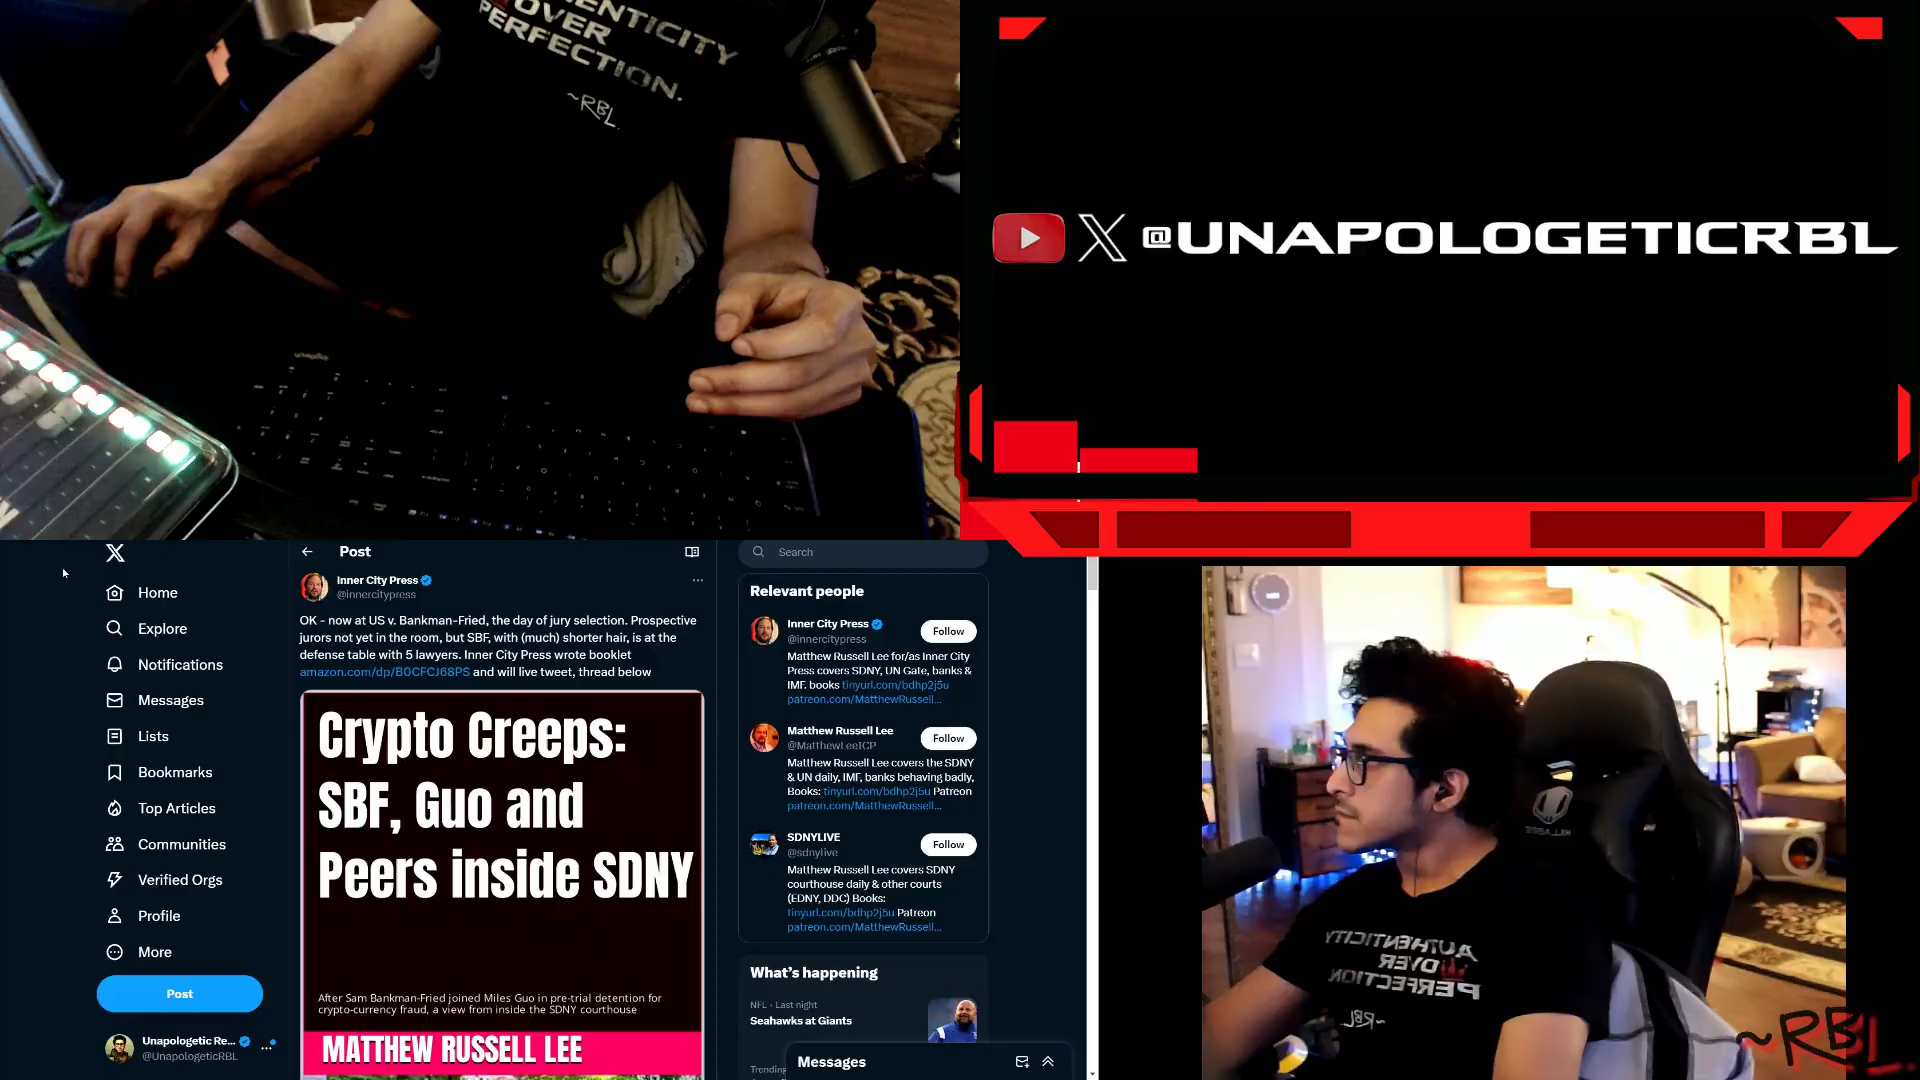 AUTHENTICITY
OVER
PERFECTION.
~RBL.
logitech
@UNAPOLOGETICRBL
Post
Search
Inner City Press
@innercitypress
OK - now at US v. Bankman-Fried, the day of jury selection. Prospective
jurors not yet in the room, but SBF, with (much) shorter hair, is at the
defense table with 5 lawyers. Inner City Press wrote booklet
amazon.com/dp/B0CFCJ68PS and will live tweet, thread below
Crypto Creeps:
SBF, Guo and
Peers inside SDNY
After Sam Bankman-Fried joined Miles Guo in pre-trial detention for
crypto-currency fraud, a view from inside the SDNY courthouse
MATTHEW RUSSELL LEE
Home
Explore
Notifications
Messages
Lists
Bookmarks
Top Articles
Communities
Verified Orgs
Profile
More
Post
Unapologetic Re...
@UnapologeticRBL
Relevant people
Inner City Press
@innercitypress
Follow
Matthew Russell Lee for/as Inner City
Press covers SDNY, UN Gate, banks &
IMF. books tinyurl.com/bdhp2j5u
patreon.com/MatthewRussell...
Matthew Russell Lee
@MatthewLeeICP
Follow
Matthew Russell Lee covers the SDNY
& UN daily, IMF, banks behaving badly,
Books: tinyurl.com/bdhp2j5u Patreon
patreon.com/MatthewRussell...
SDNYLIVE
@sdnylive
Follow
Matthew Russell Lee covers SDNY
courthouse daily & other courts
(EDNY, DDC) Books:
tinyurl.com/bdhp2j5u Patreon
patreon.com/MatthewRussell...
What's happening
NFL · Last night
Seahawks at Giants
Trending
Messages
AUTHENTICITY
OVER
PERFECTION
~RBL.
~RBL.